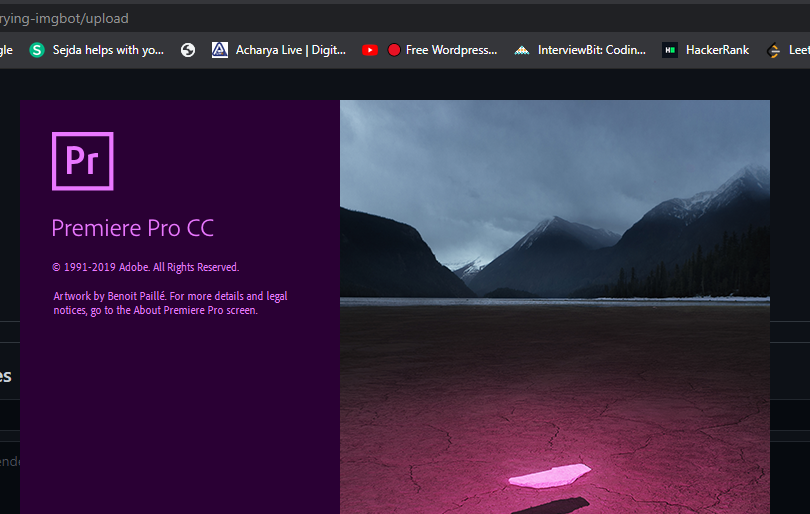 rying-imgbot/upload
gle
Sejda helps with yo...
Acharya Live | Digit...
Free Wordpress...
InterviewBit: Codin...
HackerRank
Leet
Pr
Premiere Pro CC
© 1991-2019 Adobe. All Rights Reserved.
Artwork by Benoit Paillé. For more details and legal
notices, go to the About Premiere Pro screen.
es
ende